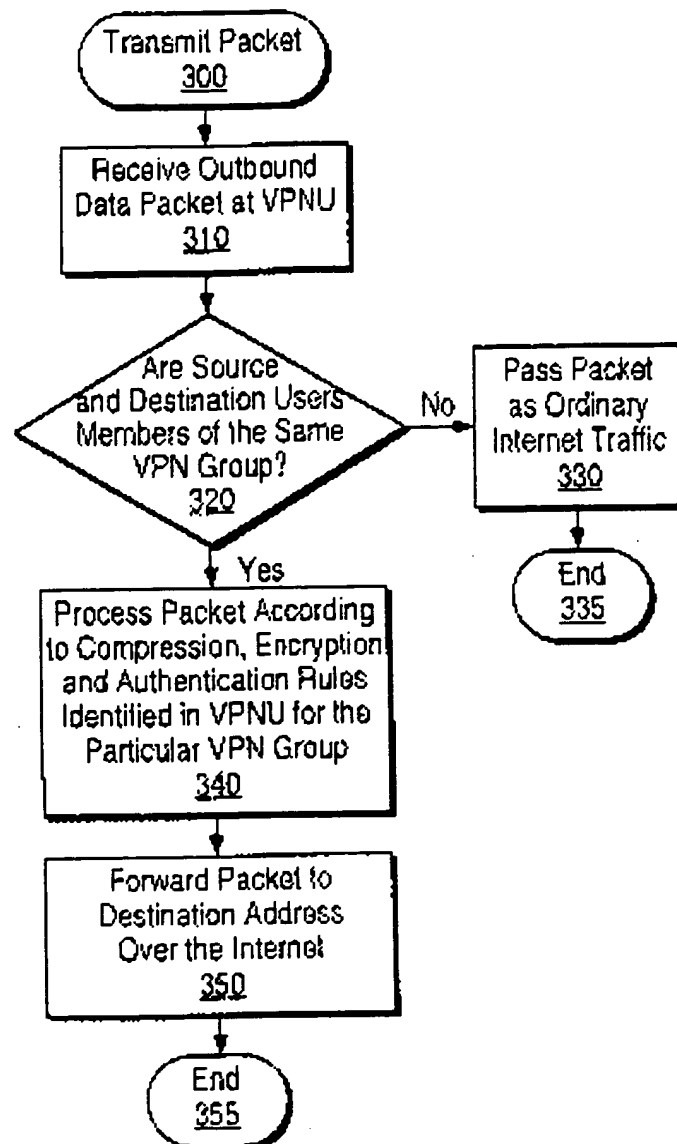 Transmit Packet
300
Receive Outbound
Data Packet at VPNU
310
Are Source
and Destination Users
Members of the Same
VPN Group?
320
No
Pass Packet
as Ordinary
Internet Traffic
330
End
335
Yes
Process Packet According
to Compression, Encryption
and Authentication Rules
Identified in VPNU for the
Particular VPN Group
340
Forward Packet to
Destination Address
Over the Internet
350
End
355